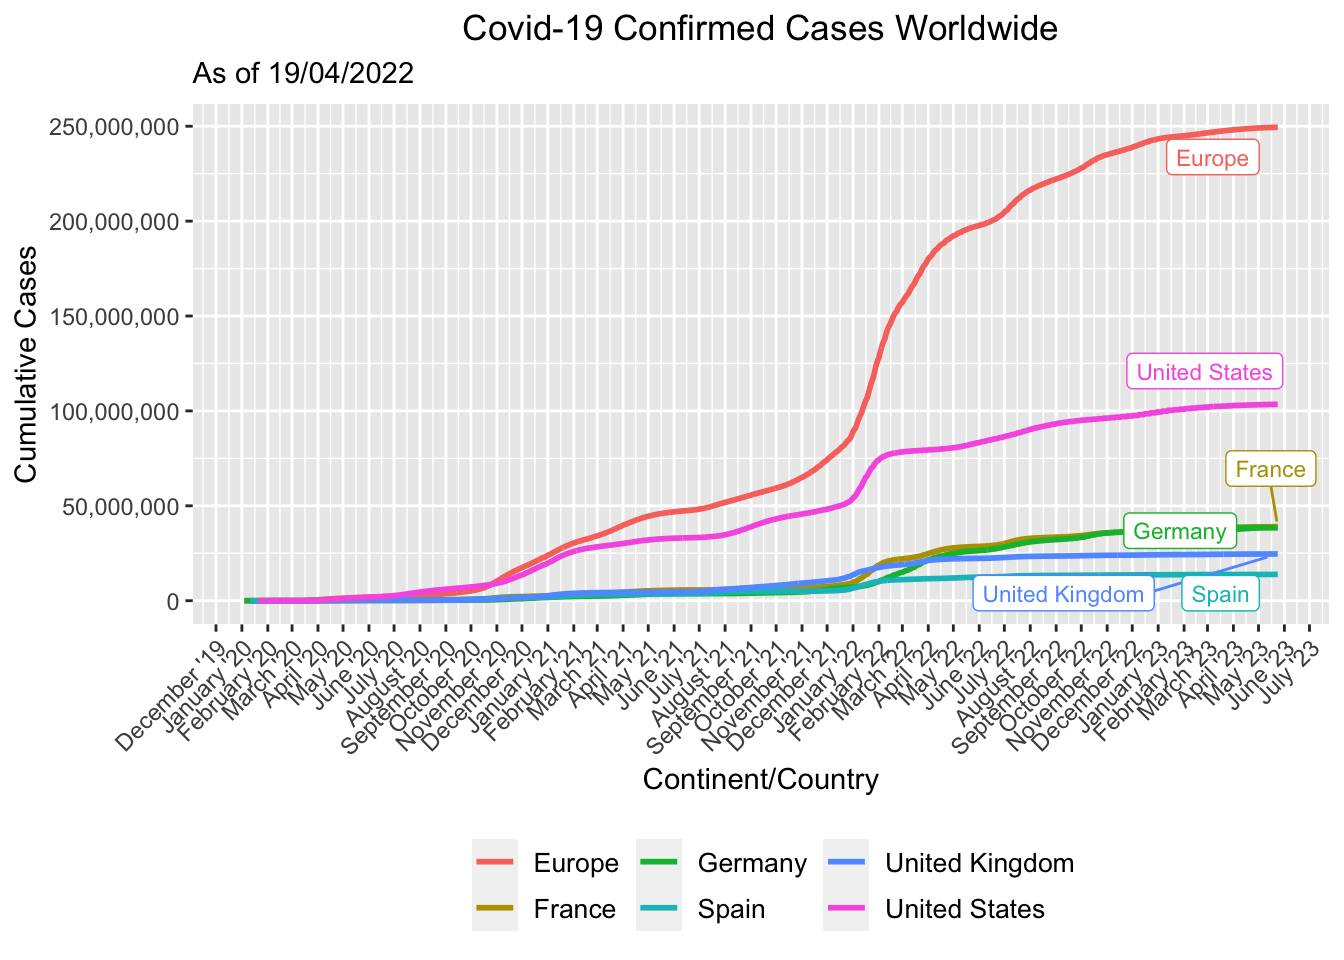 Covid-19 Confirmed Cases Worldwide
As of 19/04/2022
Cumulative Cases
250,000,000
200,000,000
150,000,000
100,000,000
50,000,000
0
Europe
United States
France
Germany
United Kingdom
Spain
December '19
January '20
February '20
March '20
April '20
May '20
June '20
July '20
August '20
September '20
October '20
November '20
December '20
January '21
February '21
March '21
April '21
May '21
June '21
July '21
August '21
September '21
October '21
November '21
December '21
January '22
February '22
March '22
April '22
May '22
June '22
July '22
August '22
September '22
October '22
November '22
December '22
January '23
February '23
March '23
April '23
May '23
June '23
July '23
Continent/Country
Europe Germany United Kingdom
France Spain United States